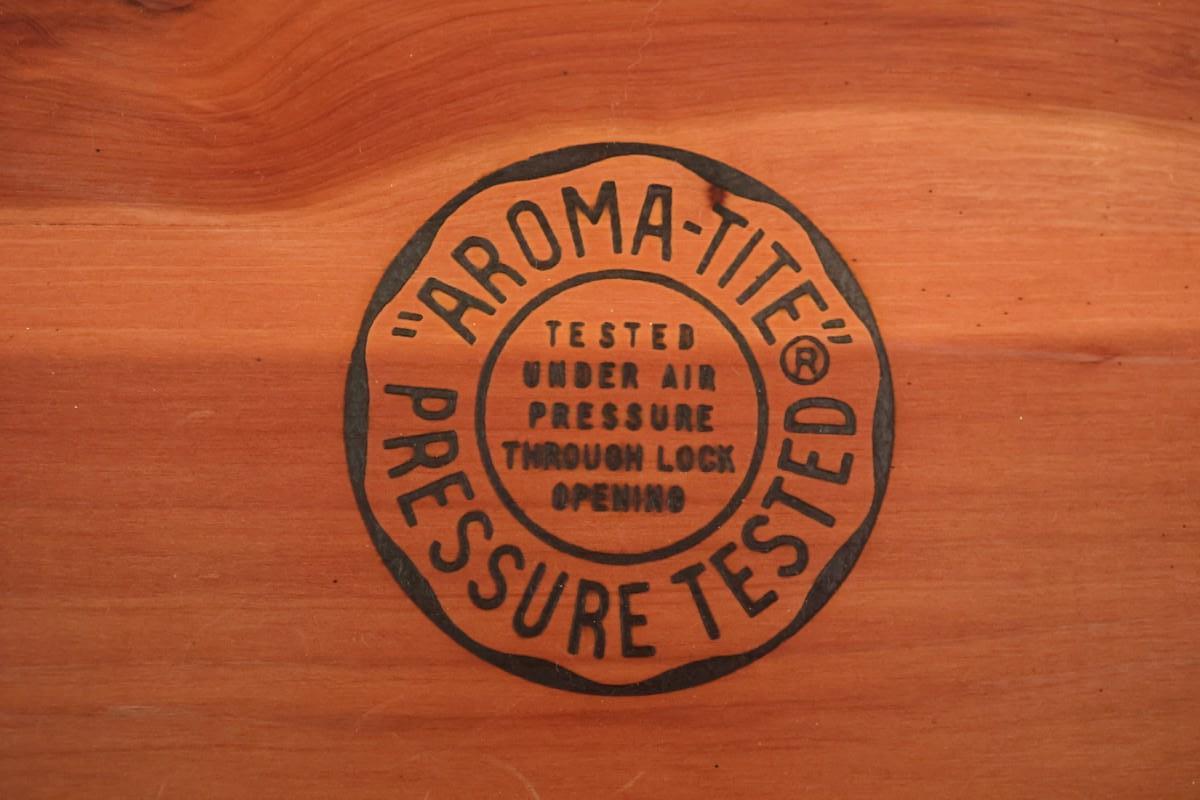 "AROMA-TITE"®
TESTED
UNDER AIR
PRESSURE
THROUGH LOCK
OPENING
PRESSURE TESTED